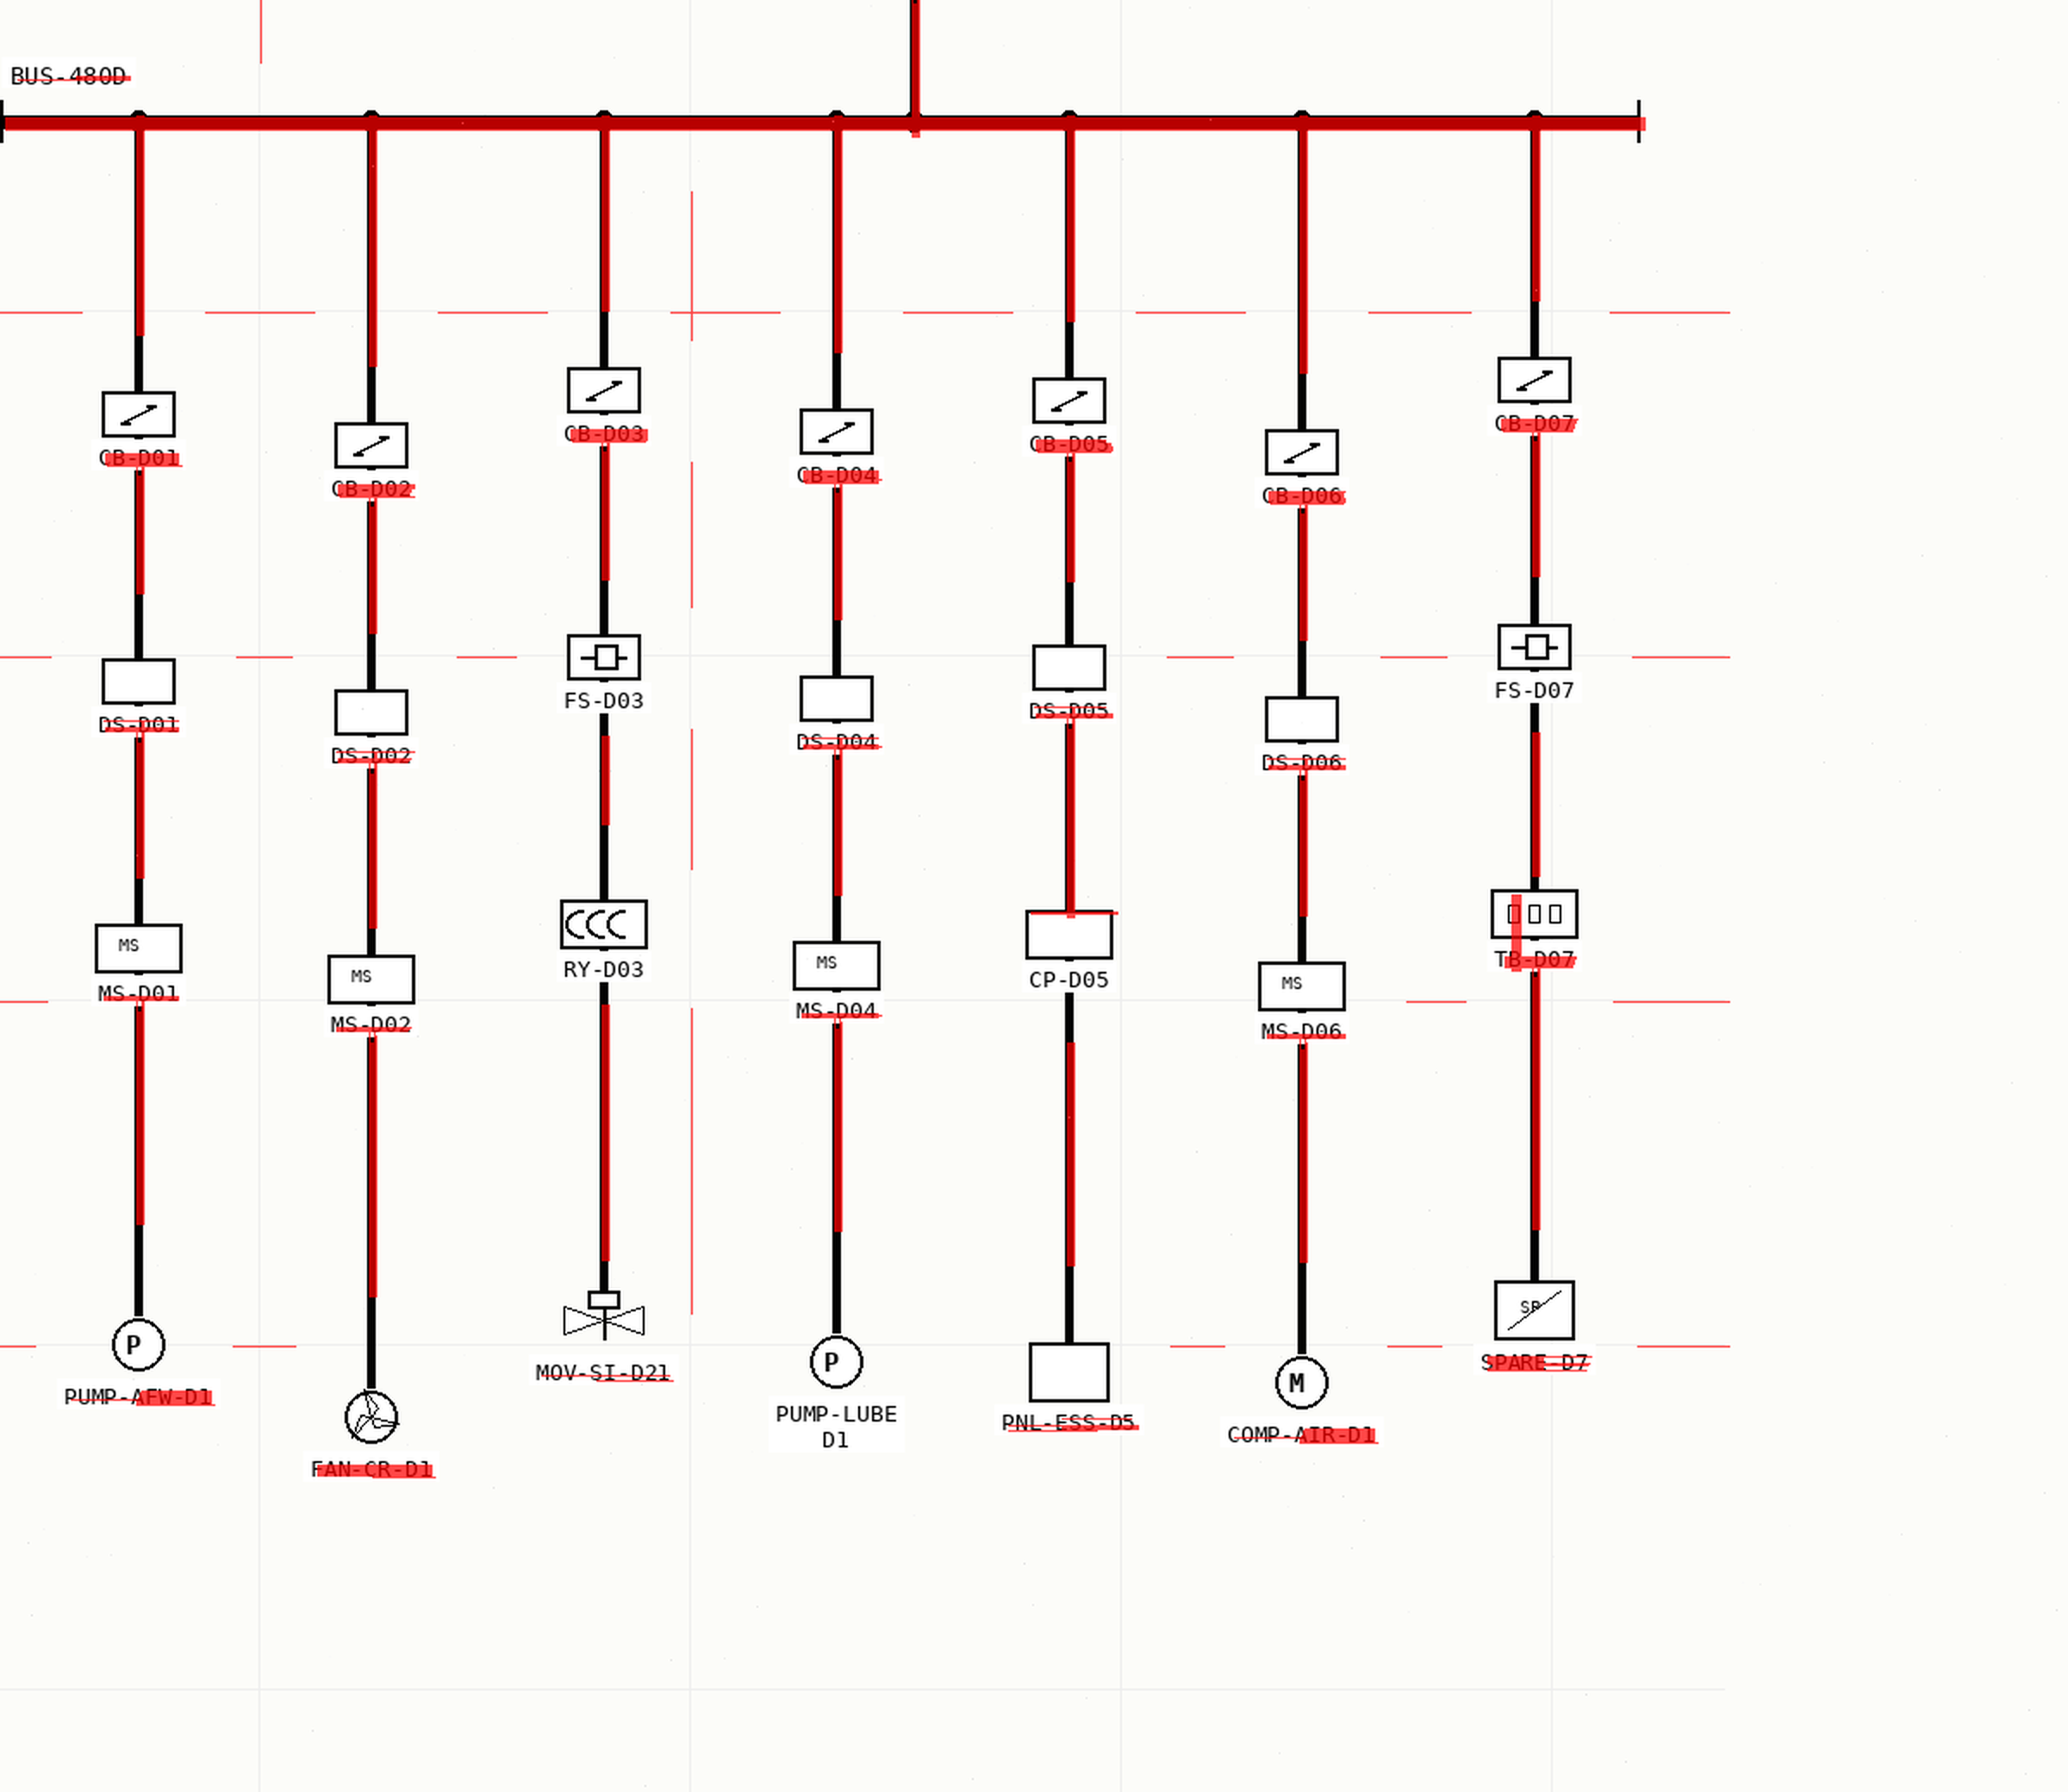 BUS-480D
CB-D01
CB-D02
CB-D03
CB-D04
CB-D05
CB-D06
CB-D07
DS-D01
DS-D02
FS-D03
DS-D04
DS-D05
DS-D06
FS-D07
MS
MS-D01
MS
MS-D02
RY-D03
MS
MS-D04
CP-D05
MS
MS-D06
TB-D07
P
PUMP-AFW-D1
FAN-CR-D1
MOV-SI-D21
P
PUMP-LUBE
D1
PNL-ESS-D5
M
COMP-AIR-D1
SP
SPARE-D7